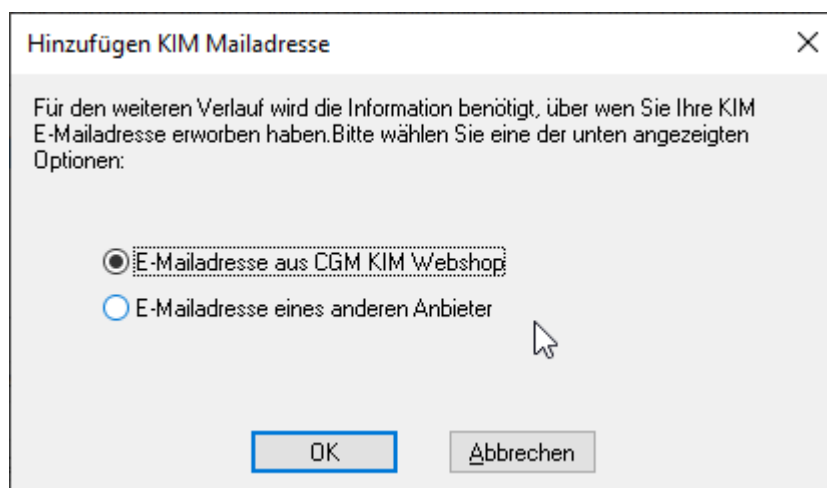 Hinzufügen KIM Mailadresse
Für den weiteren Verlauf wird die Information benötigt, über wen Sie Ihre KIM
E-Mailadresse erworben haben.Bitte wählen Sie eine der unten angezeigten
Optionen:
E-Mailadresse aus CGM KIM Webshop
E-Mailadresse eines anderen Anbieter
OK
Abbrechen